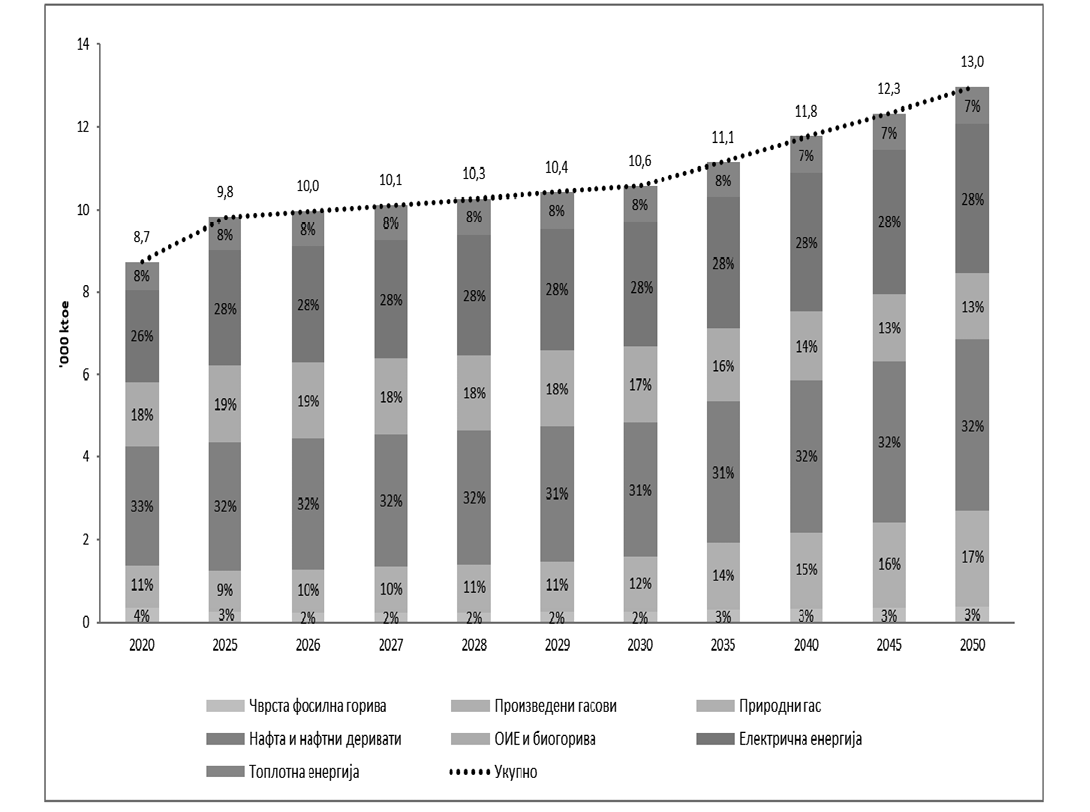 14
13,0
12,3
11,8
11,1
10,6
10,4
10,3
10,1
10,0
9,8
8,7
12
10
8
6
4
2
0
'000 ktoe
8% 8% 8% 8% 8% 8% 8% 8% 7% 7% 7%
26% 28% 28% 28% 28% 28% 28% 28% 28% 28% 28%
18% 19% 19% 18% 18% 18% 17% 16% 14% 13% 13%
33% 32% 32% 32% 32% 31% 31% 31% 32% 32% 32%
11% 9% 10% 10% 11% 11% 12% 14% 15% 16% 17%
4% 3% 2% 2% 2% 2% 2% 3% 3% 3% 3%
2020 2025 2026 2027 2028 2029 2030 2035 2040 2045 2050
Чврста фосилна горива Произведени гасови Природни гас
Нафта и нафтни деривати ОИЕ и биогорива Електрична енергија
Топлотна енергија Укупно